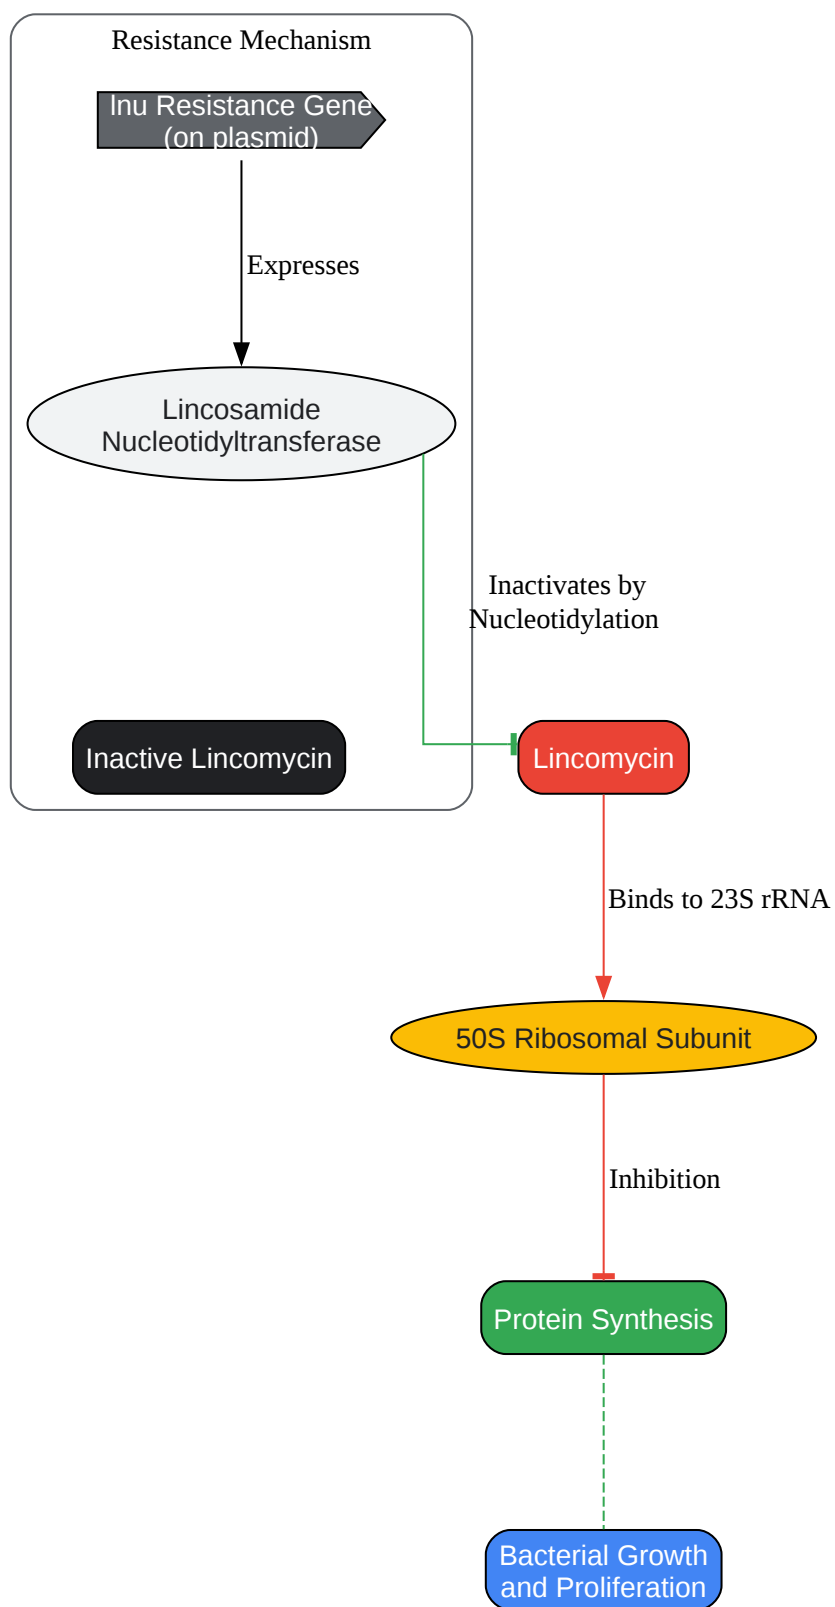 Resistance Mechanism
lnu Resistance Gene
(on plasmid)
Expresses
Lincosamide
Nucleotidyltransferase
Inactivates by
Nucleotidylation
Inactive Lincomycin
Lincomycin
Binds to 23S rRNA
50S Ribosomal Subunit
Inhibition
Protein Synthesis
Bacterial Growth
and Proliferation